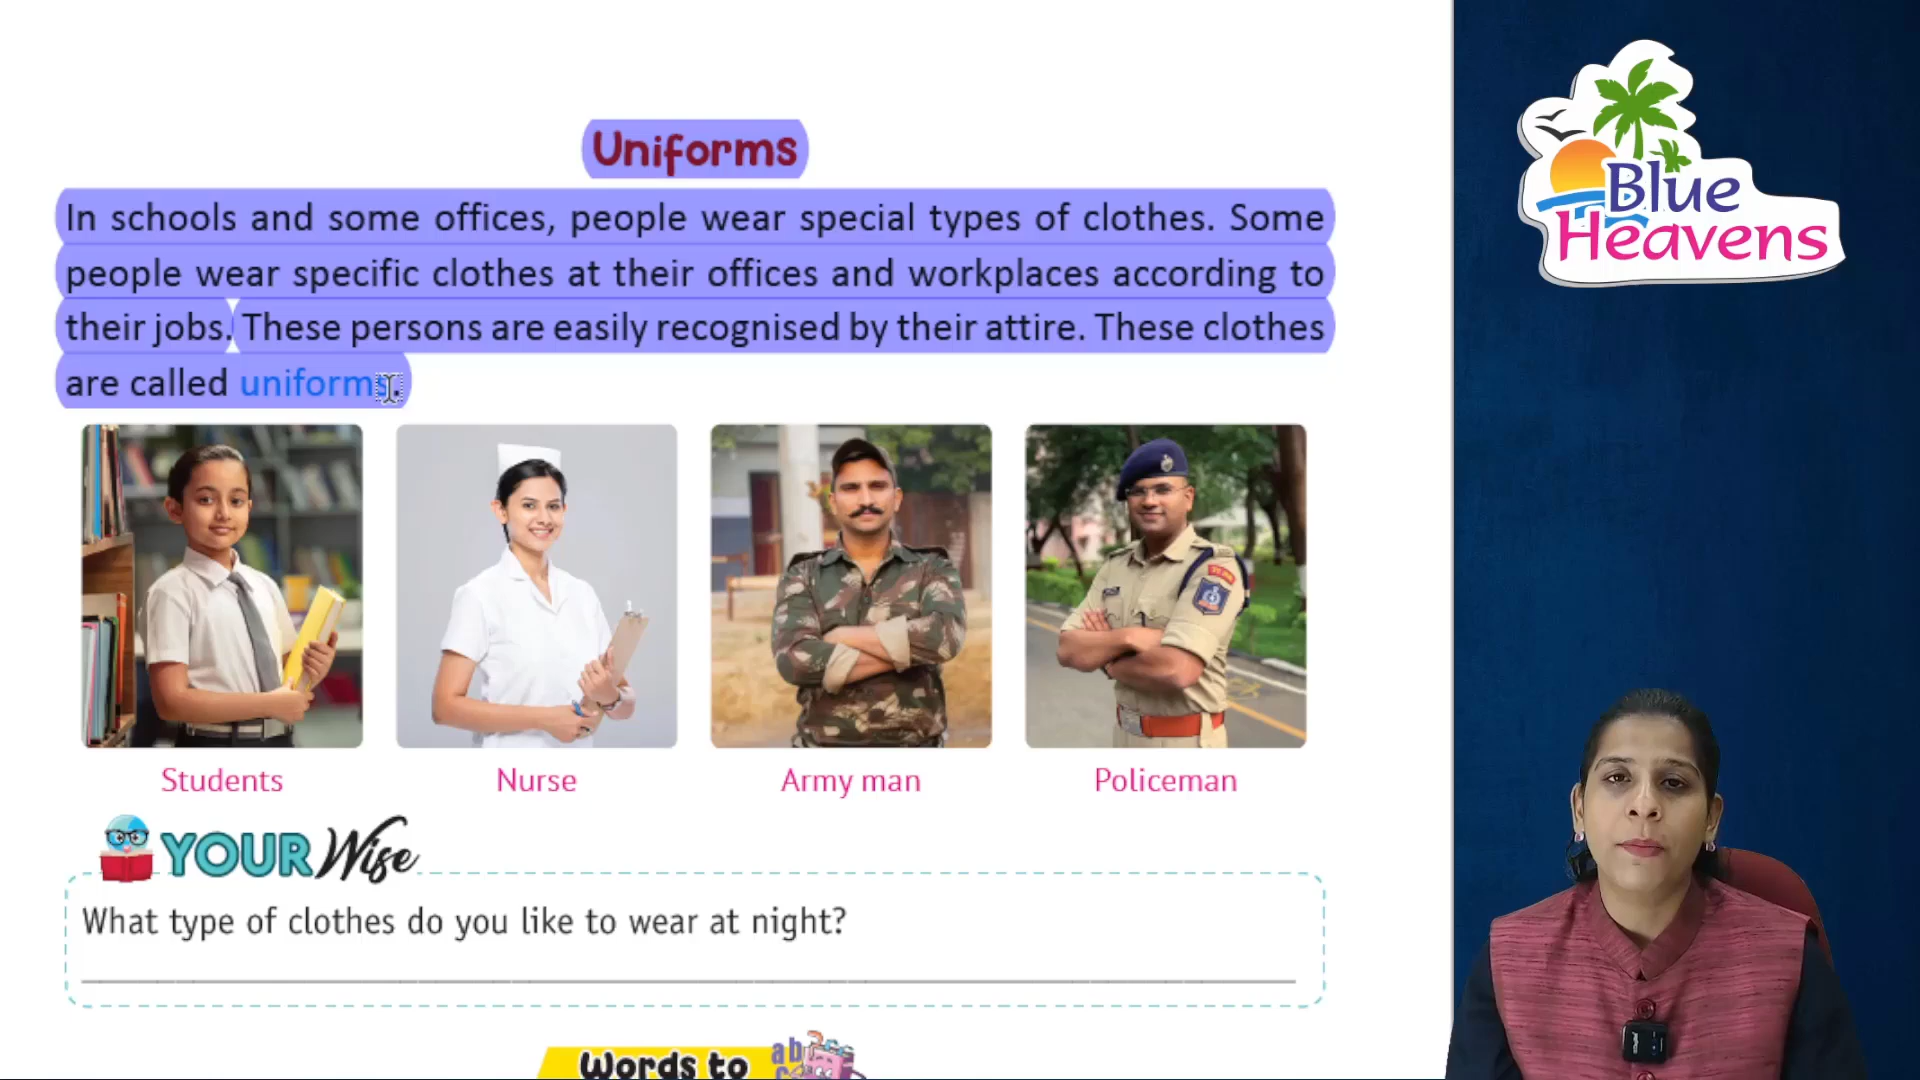 Uniforms
In schools and some offices, people wear special types of clothes. Some
people wear specific clothes at their offices and workplaces according to
their jobs. These persons are easily recognised by their attire. These clothes
are called uniforms.
Students
Nurse
Army man
Policeman
YOUR Wise
What type of clothes do you like to wear at night?
Words to
ab
Blue
Heavens